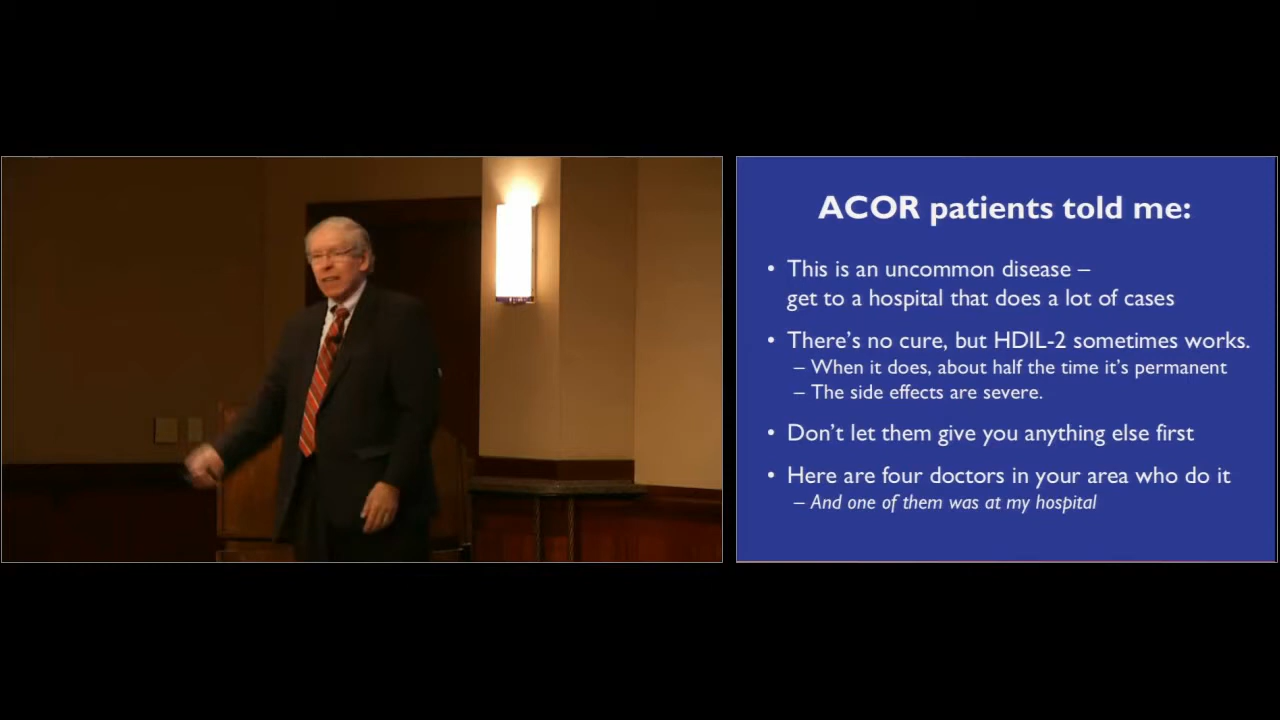 ACOR patients told me:
• This is an uncommon disease –
get to a hospital that does a lot of cases
• There's no cure, but HDIL-2 sometimes works.
– When it does, about half the time it's permanent
– The side effects are severe.
• Don't let them give you anything else first
• Here are four doctors in your area who do it
– And one of them was at my hospital